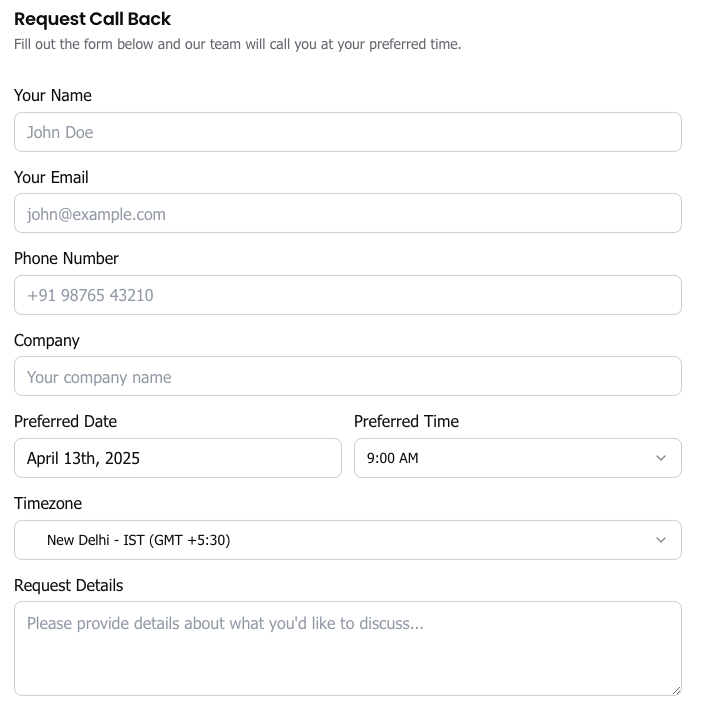 Request Call Back
Fill out the form below and our team will call you at your preferred time.
Your Name
John Doe
Your Email
john@example.com
Phone Number
+91 98765 43210
Company
Your company name
Preferred Date
April 13th, 2025
Preferred Time
9:00 AM
Timezone
New Delhi - IST (GMT +5:30)
Request Details
Please provide details about what you'd like to discuss...